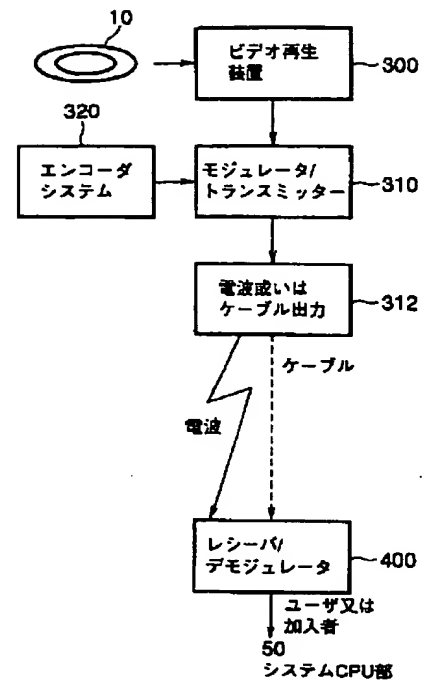 10
ビデオ再生
装置
300
320
エンコーダ
システム
モジュレータ/
トランスミッター
310
電波或いは
ケーブル出力
312
ケーブル
電波
レシーバ/
デモジュレータ
400
ユーザ又は
加入者
50
システムCPU部